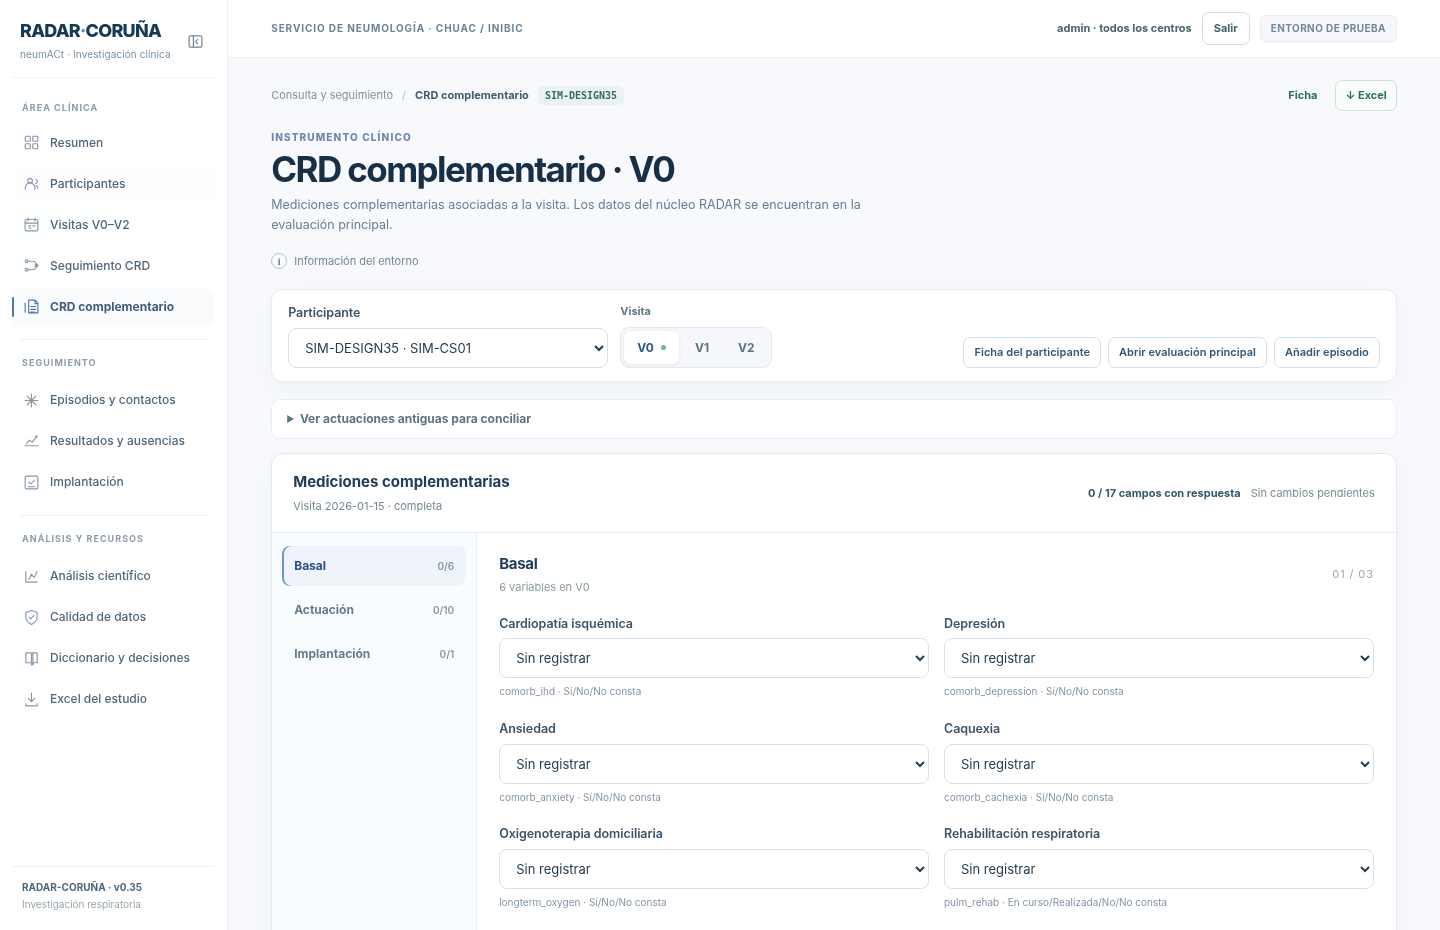 RADAR·CORUÑA
neumACt · Investigación clínica
ÁREA CLÍNICA
Resumen
Participantes
Visitas V0–V2
Seguimiento CRD
CRD complementario
SEGUIMIENTO
Episodios y contactos
Resultados y ausencias
Implantación
ANÁLISIS Y RECURSOS
Análisis científico
Calidad de datos
Diccionario y decisiones
Excel del estudio
RADAR-CORUÑA · v0.35
Investigación respiratoria
SERVICIO DE NEUMOLOGÍA · CHUAC / INIBIC
admin · todos los centros
Salir
ENTORNO DE PRUEBA
Consulta y seguimiento / CRD complementario SIM-DESIGN35
Ficha
↓ Excel
INSTRUMENTO CLÍNICO
CRD complementario · V0
Mediciones complementarias asociadas a la visita. Los datos del núcleo RADAR se encuentran en la
evaluación principal.
i Información del entorno
Participante
SIM-DESIGN35 · SIM-CS01
Visita
V0 V1 V2
Ficha del participante
Abrir evaluación principal
Añadir episodio
Ver actuaciones antiguas para conciliar
Mediciones complementarias
Visita 2026-01-15 · completa
0 / 17 campos con respuesta Sin cambios pendientes
Basal 0/6
Actuación 0/10
Implantación 0/1
Basal
6 variables en V0
01 / 03
Cardiopatía isquémica
Sin registrar
comorb_ihd · Sí/No/No consta
Depresión
Sin registrar
comorb_depression · Sí/No/No consta
Ansiedad
Sin registrar
comorb_anxiety · Sí/No/No consta
Caquexia
Sin registrar
comorb_cachexia · Sí/No/No consta
Oxigenoterapia domiciliaria
Sin registrar
longterm_oxygen · Sí/No/No consta
Rehabilitación respiratoria
Sin registrar
pulm_rehab · En curso/Realizada/No/No consta